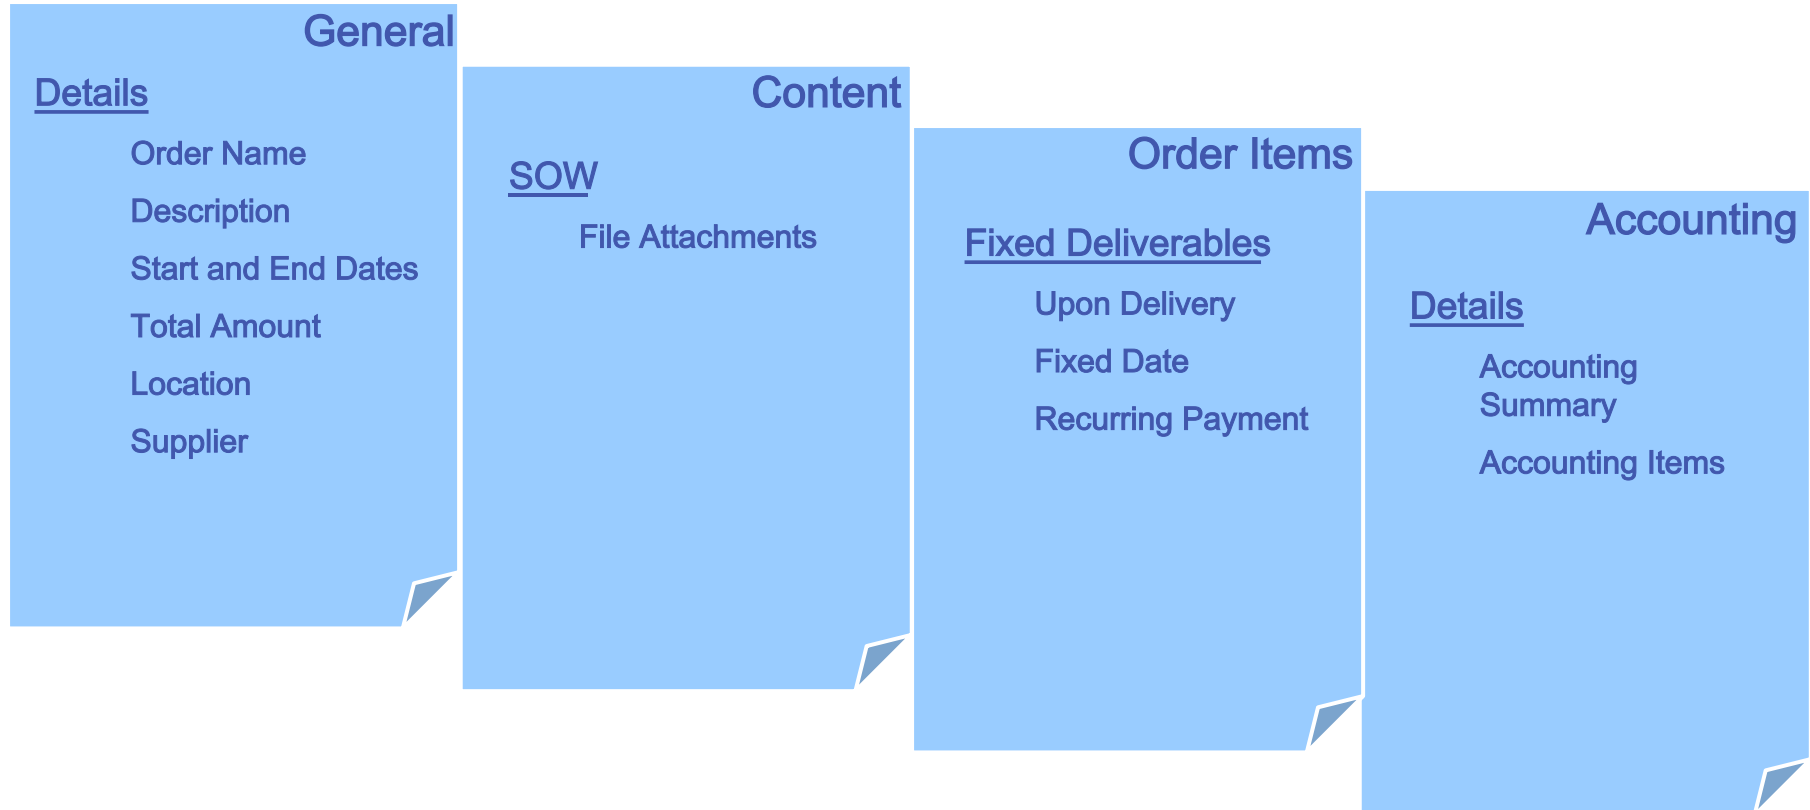 General
Details
Order Name
Description
Start and End Dates
Total Amount
Location
Supplier
Content
SOW
File Attachments
Order Items
Fixed Deliverables
Upon Delivery
Fixed Date
Recurring Payment
Accounting
Details
Accounting
Summary
Accounting Items